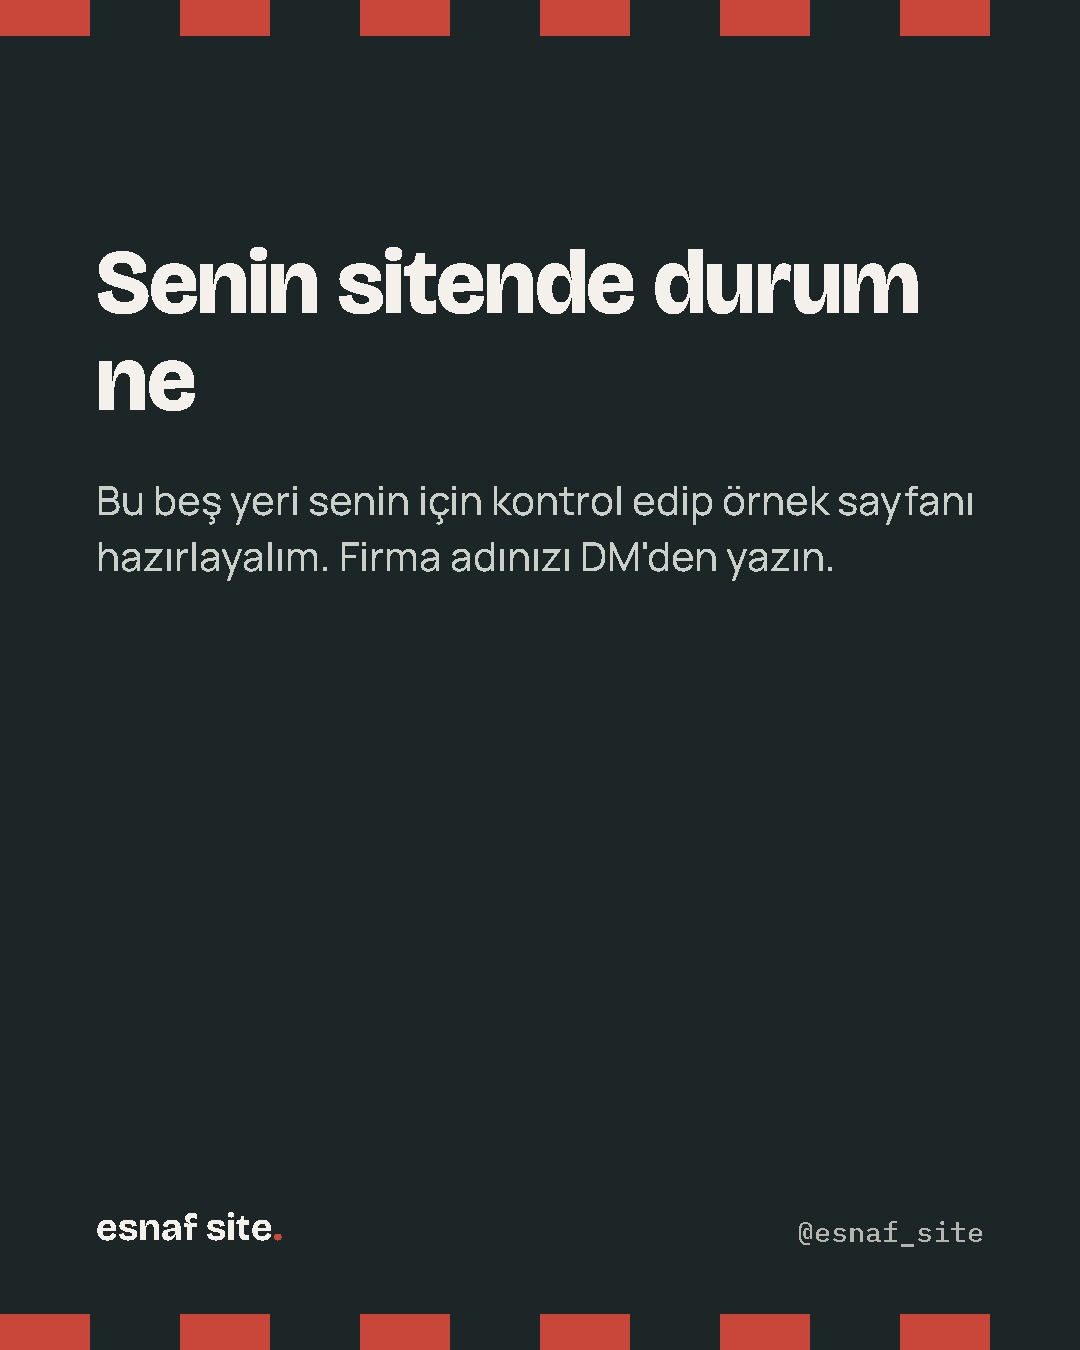 Senin sitende durum
ne
Bu beş yeri senin için kontrol edip örnek sayfanı
hazırlayalım. Firma adınızı DM'den yazın.
esnaf site.
@esnaf_site